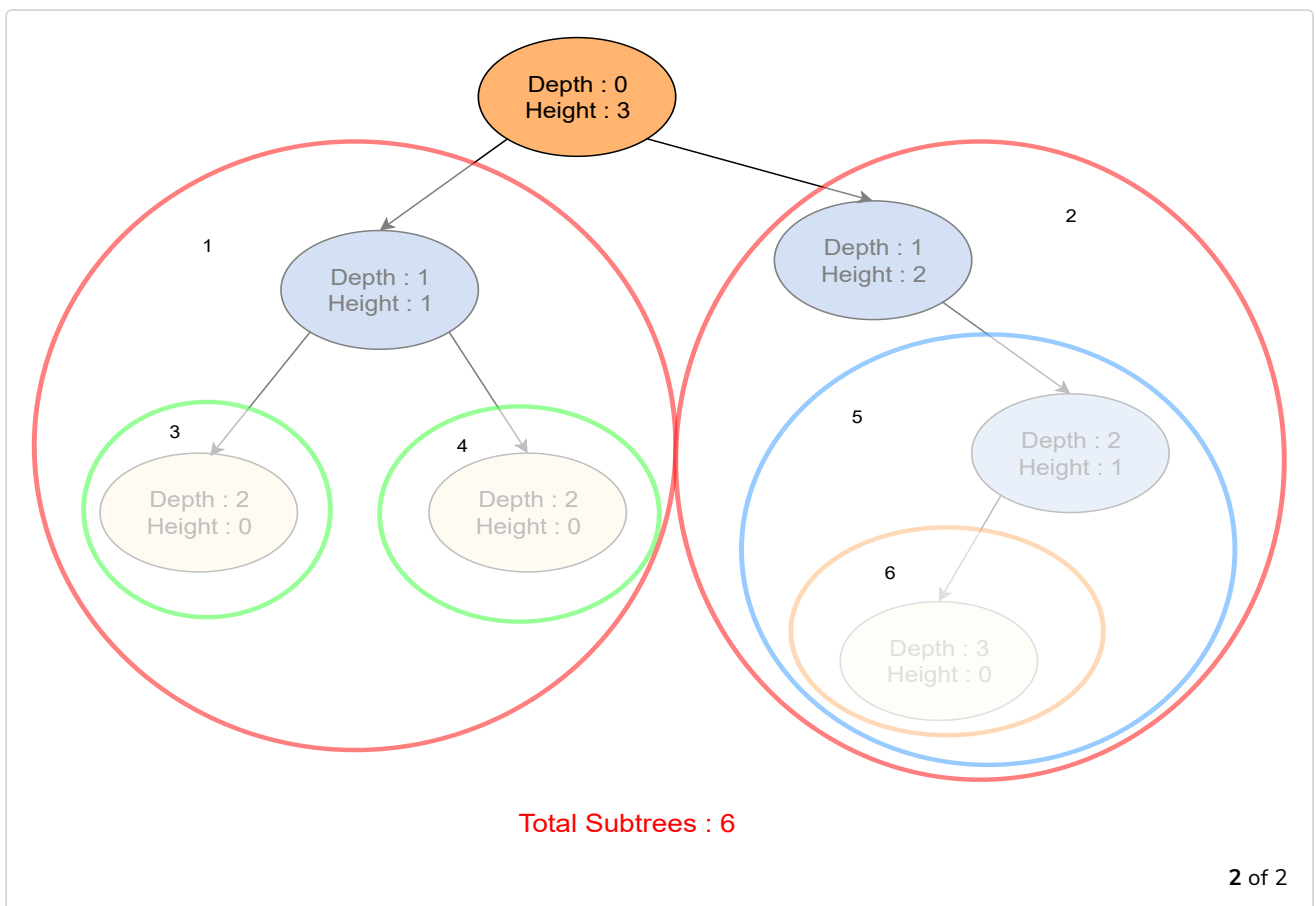 Depth : 0
Height : 3
1
2
Depth : 1
Height : 1
Depth : 1
Height : 2
3
4
5
Depth : 2
Height : 0
Depth : 2
Height : 0
Depth : 2
Height : 1
6
Depth : 3
Height : 0
Total Subtrees : 6
2 of 2